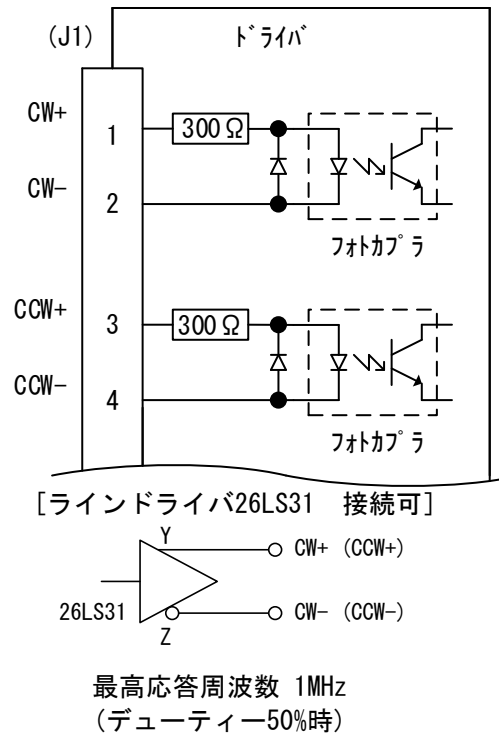 (J1)
ﾄﾞﾗｲﾊﾞ
CW+
1
300Ω
CW-
2
ﾌｫﾄｶﾌﾟﾗ
CCW+
3
300Ω
CCW-
4
ﾌｫﾄｶﾌﾟﾗ
[ラインドライバ26LS31　接続可]
Y
CW+ (CCW+)
26LS31
CW- (CCW-)
Z
最高応答周波数 1MHz
(デューティー50%時)